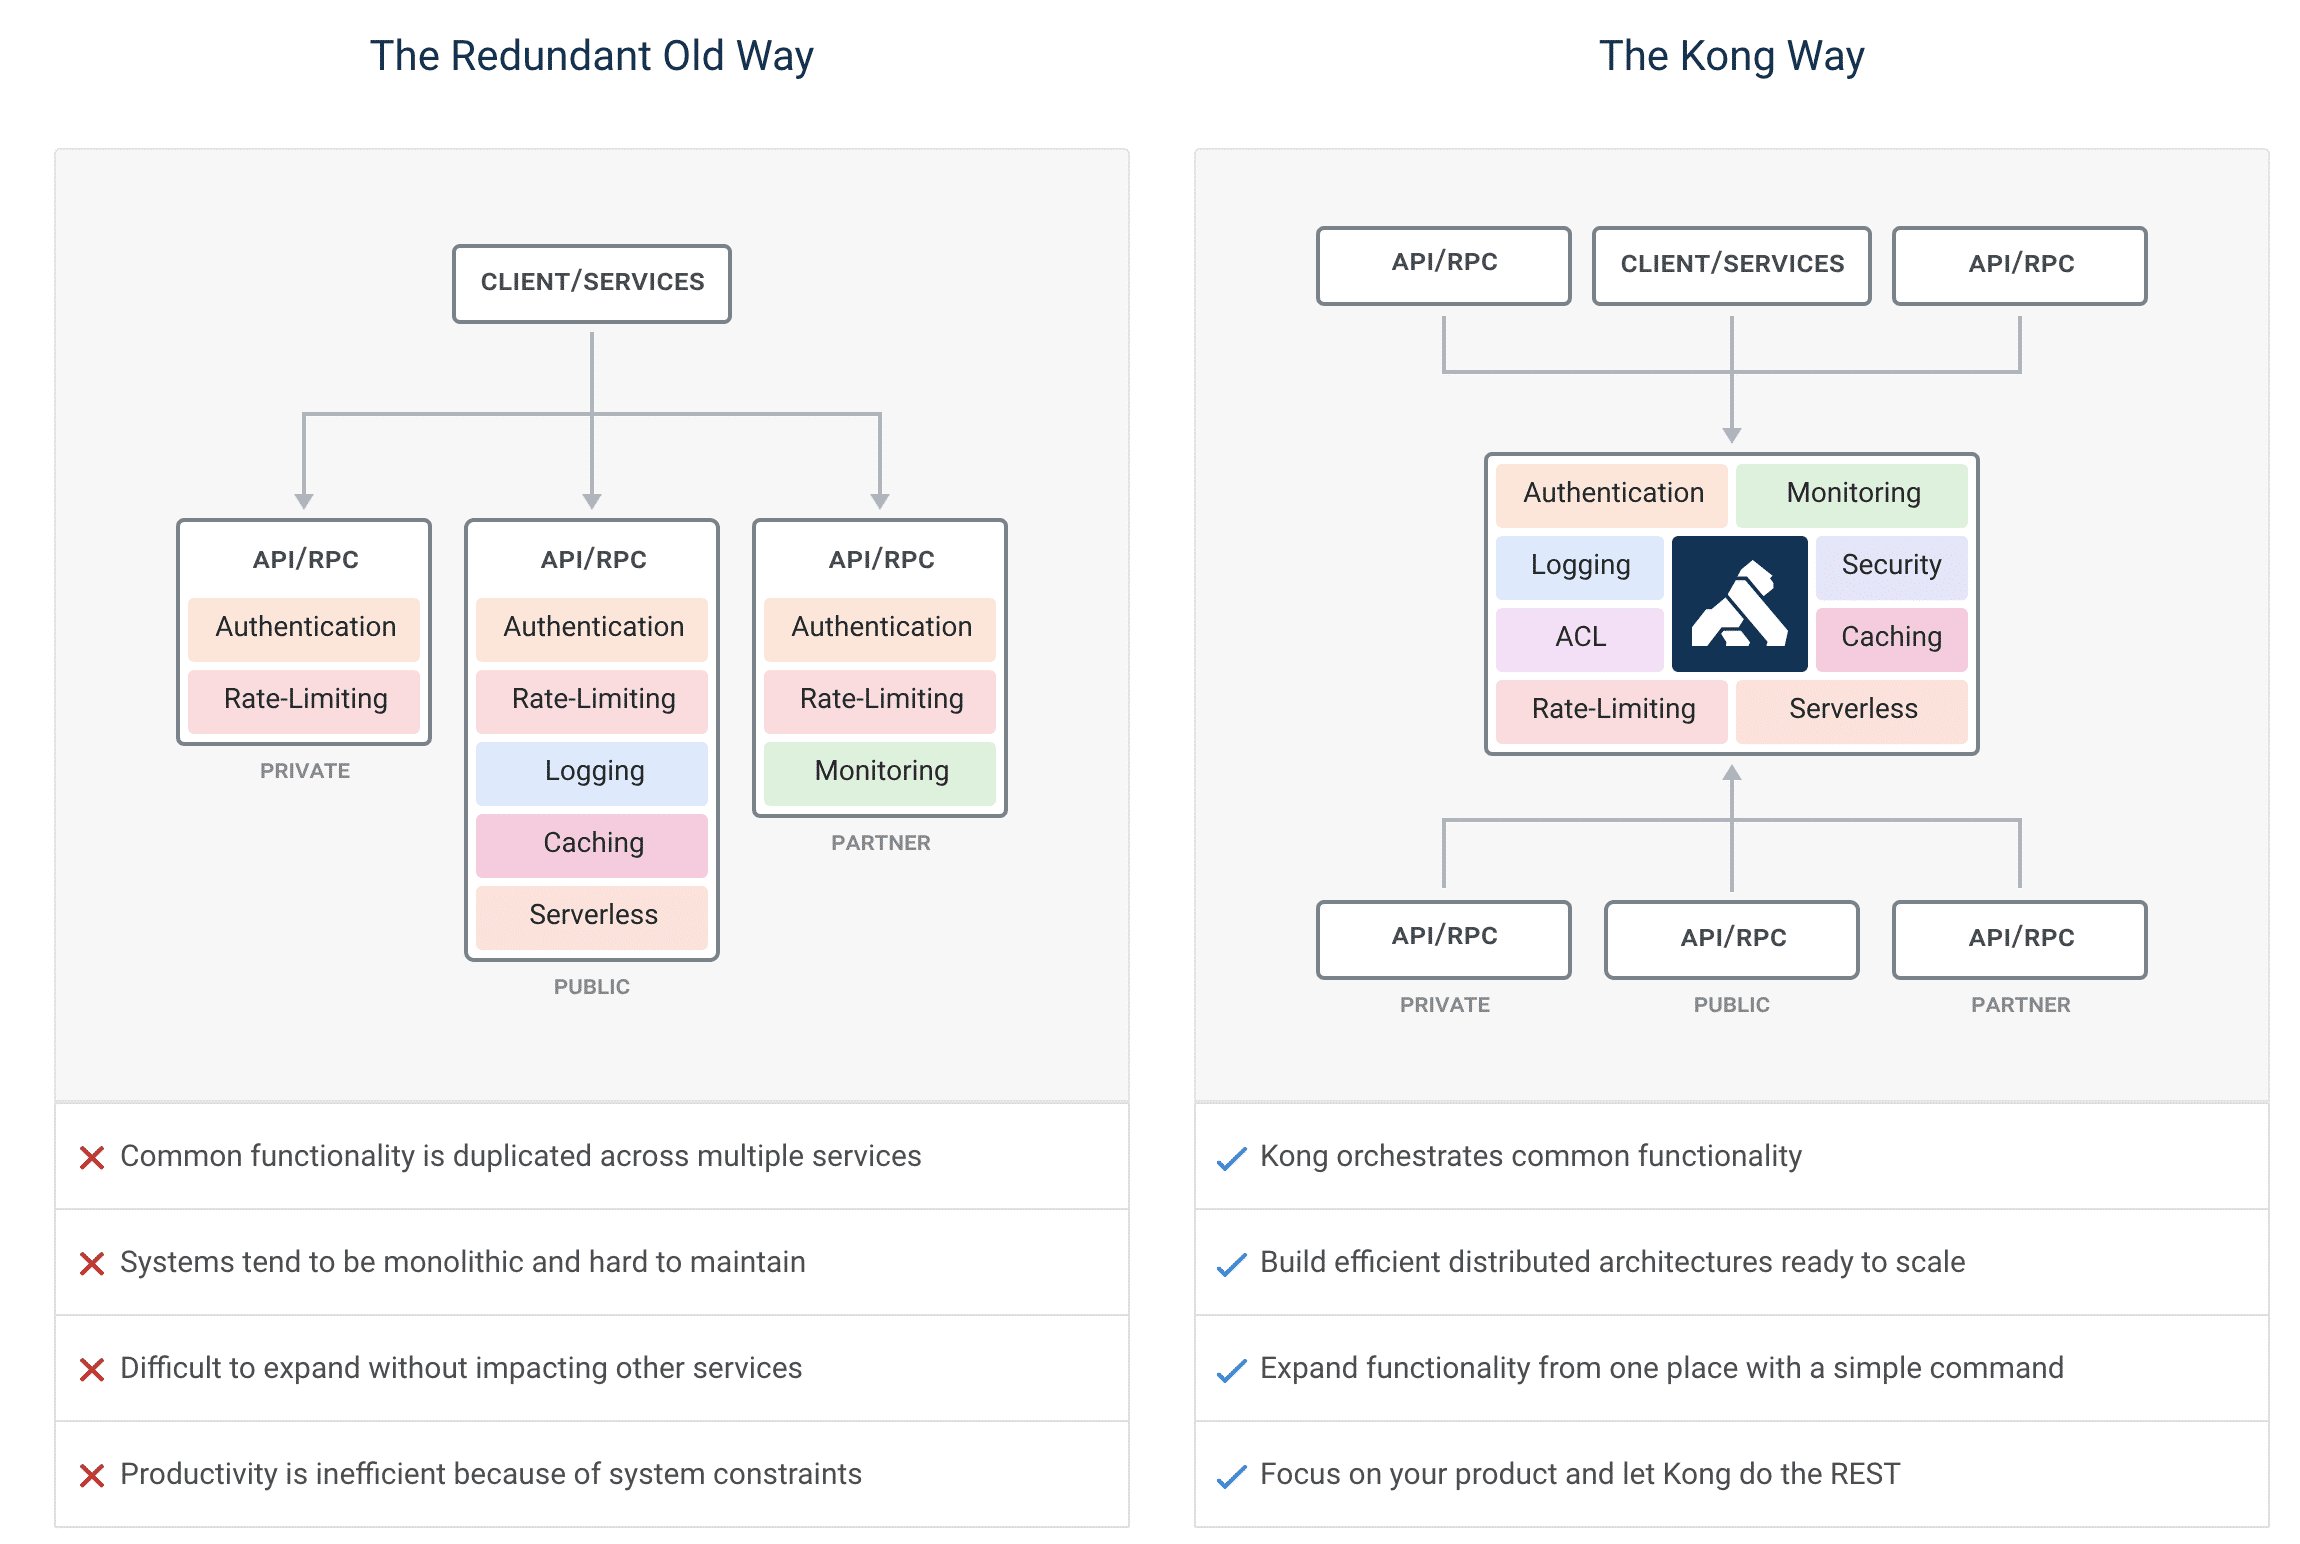 The Redundant Old Way
CLIENT/SERVICES
API/RPC
Authentication
Rate-Limiting
PRIVATE
API/RPC
Authentication
Rate-Limiting
Logging
Caching
Serverless
PUBLIC
API/RPC
Authentication
Rate-Limiting
Monitoring
PARTNER
Common functionality is duplicated across multiple services
Systems tend to be monolithic and hard to maintain
Difficult to expand without impacting other services
Productivity is inefficient because of system constraints
The Kong Way
API/RPC
CLIENT/SERVICES
API/RPC
Authentication
Monitoring
Logging
Security
ACL
Caching
Rate-Limiting
Serverless
API/RPC
PRIVATE
API/RPC
PUBLIC
API/RPC
PARTNER
Kong orchestrates common functionality
Build efficient distributed architectures ready to scale
Expand functionality from one place with a simple command
Focus on your product and let Kong do the REST